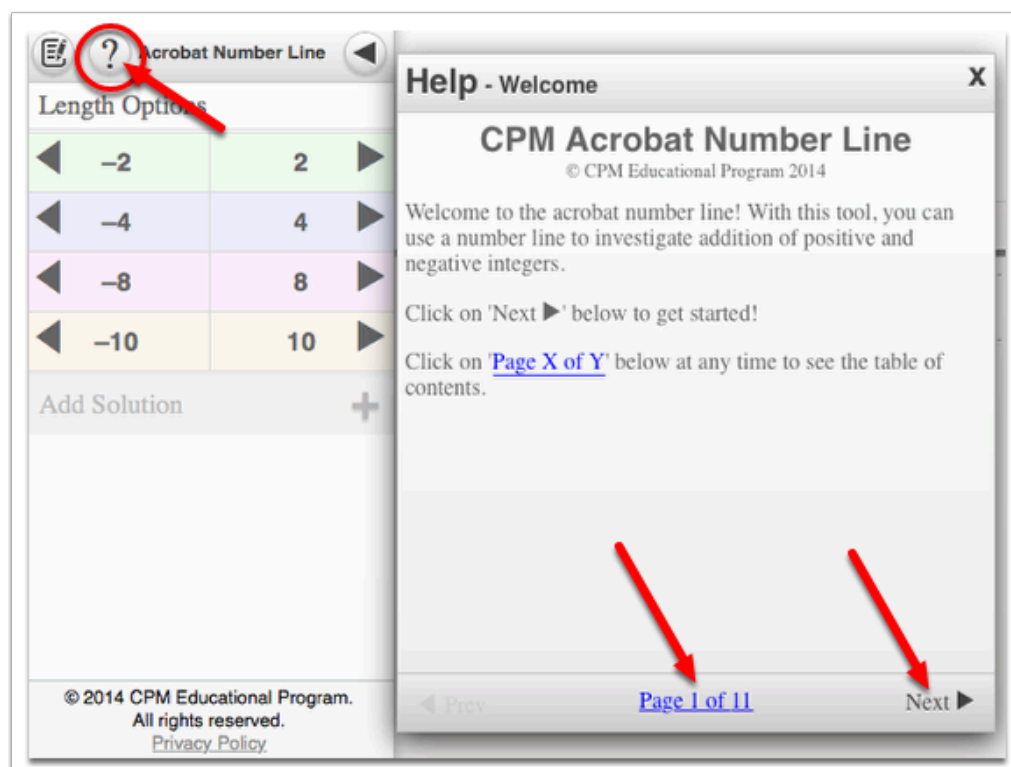 ? Acrobat Number Line
Length Options
–2 2
–4 4
–8 8
–10 10
Add Solution +
© 2014 CPM Educational Program.
All rights reserved.
Privacy Policy
Help - Welcome X
CPM Acrobat Number Line
© CPM Educational Program 2014
Welcome to the acrobat number line! With this tool, you can
use a number line to investigate addition of positive and
negative integers.
Click on 'Next ▶' below to get started!
Click on 'Page X of Y' below at any time to see the table of
contents.
◀ Prev Page 1 of 11 Next ▶